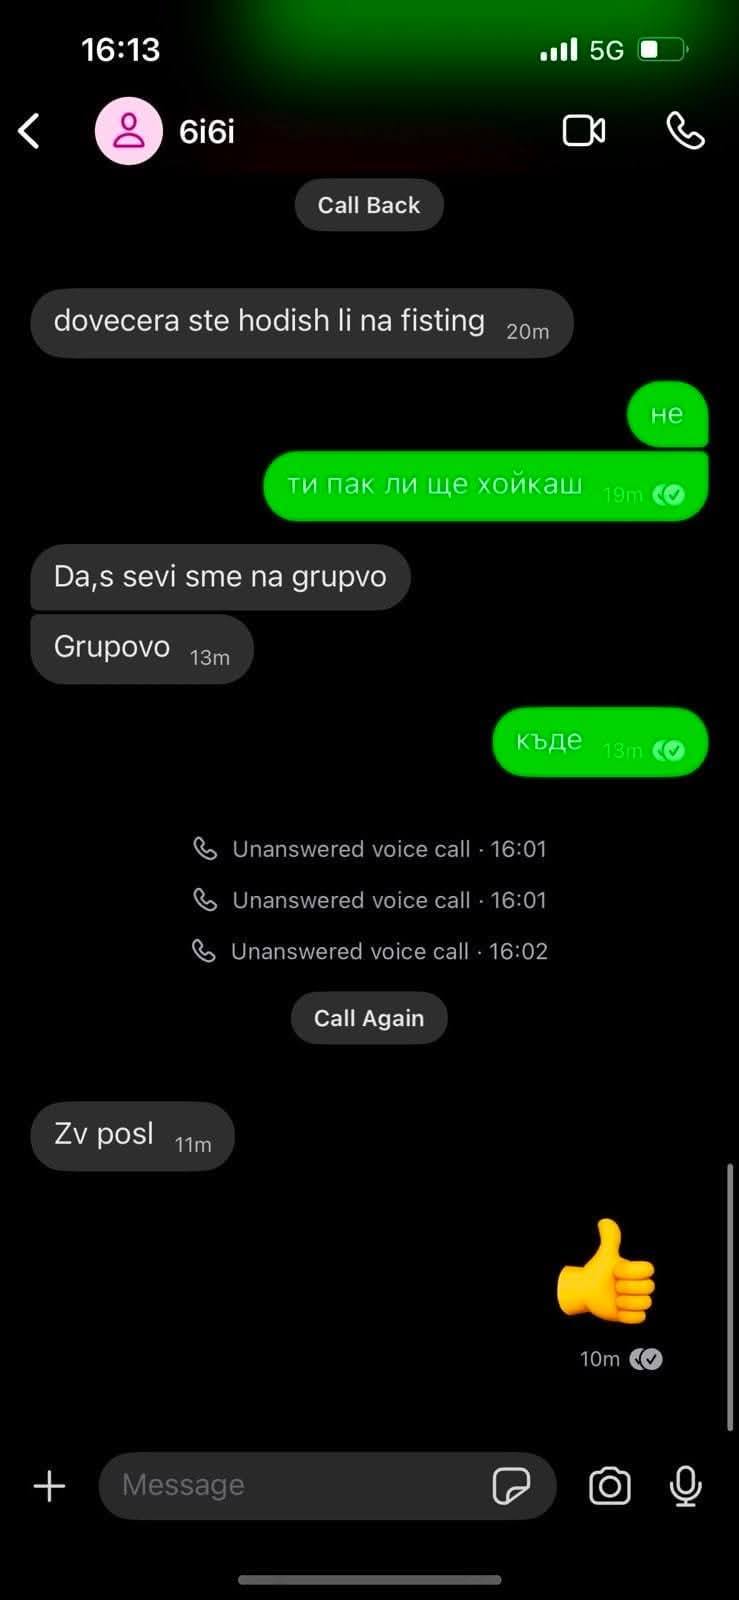 16:13
5G
6i6i
Call Back
dovecera ste hodish li na fisting 20m
не
ти пак ли ще хойкаш 19m
Da,s sevi sme na grupvo
Grupovo 13m
къде 13m
Unanswered voice call · 16:01
Unanswered voice call · 16:01
Unanswered voice call · 16:02
Call Again
Zv posl 11m
10m
Message